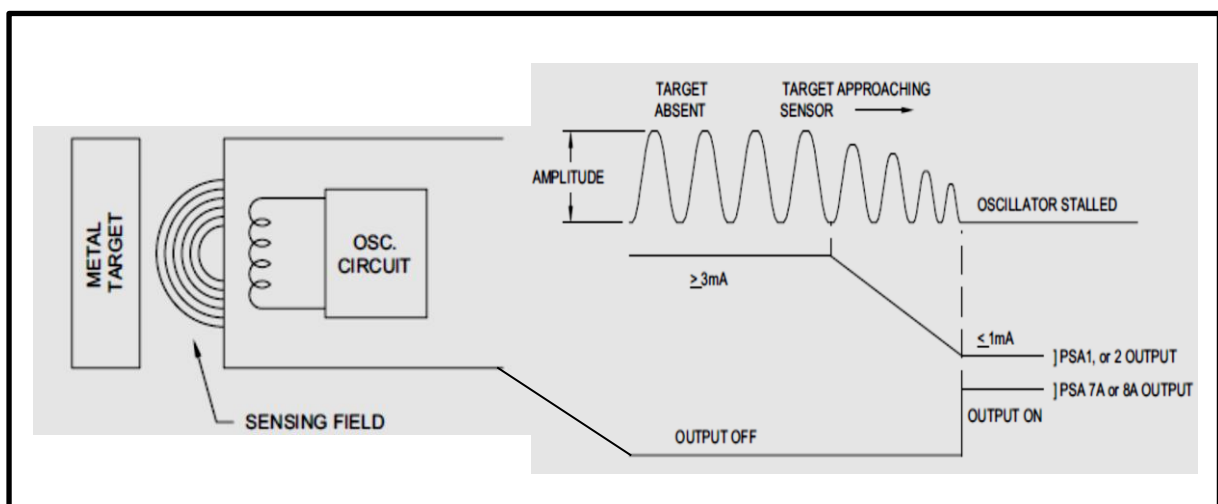 METAL
TARGET
OSC.
CIRCUIT
SENSING FIELD
TARGET
ABSENT
TARGET APPROACHING
SENSOR
AMPLITUDE
OSCILLATOR STALLED
≥3mA
≤1mA
] PSA1, or 2 OUTPUT
] PSA 7A or 8A OUTPUT
OUTPUT ON
OUTPUT OFF